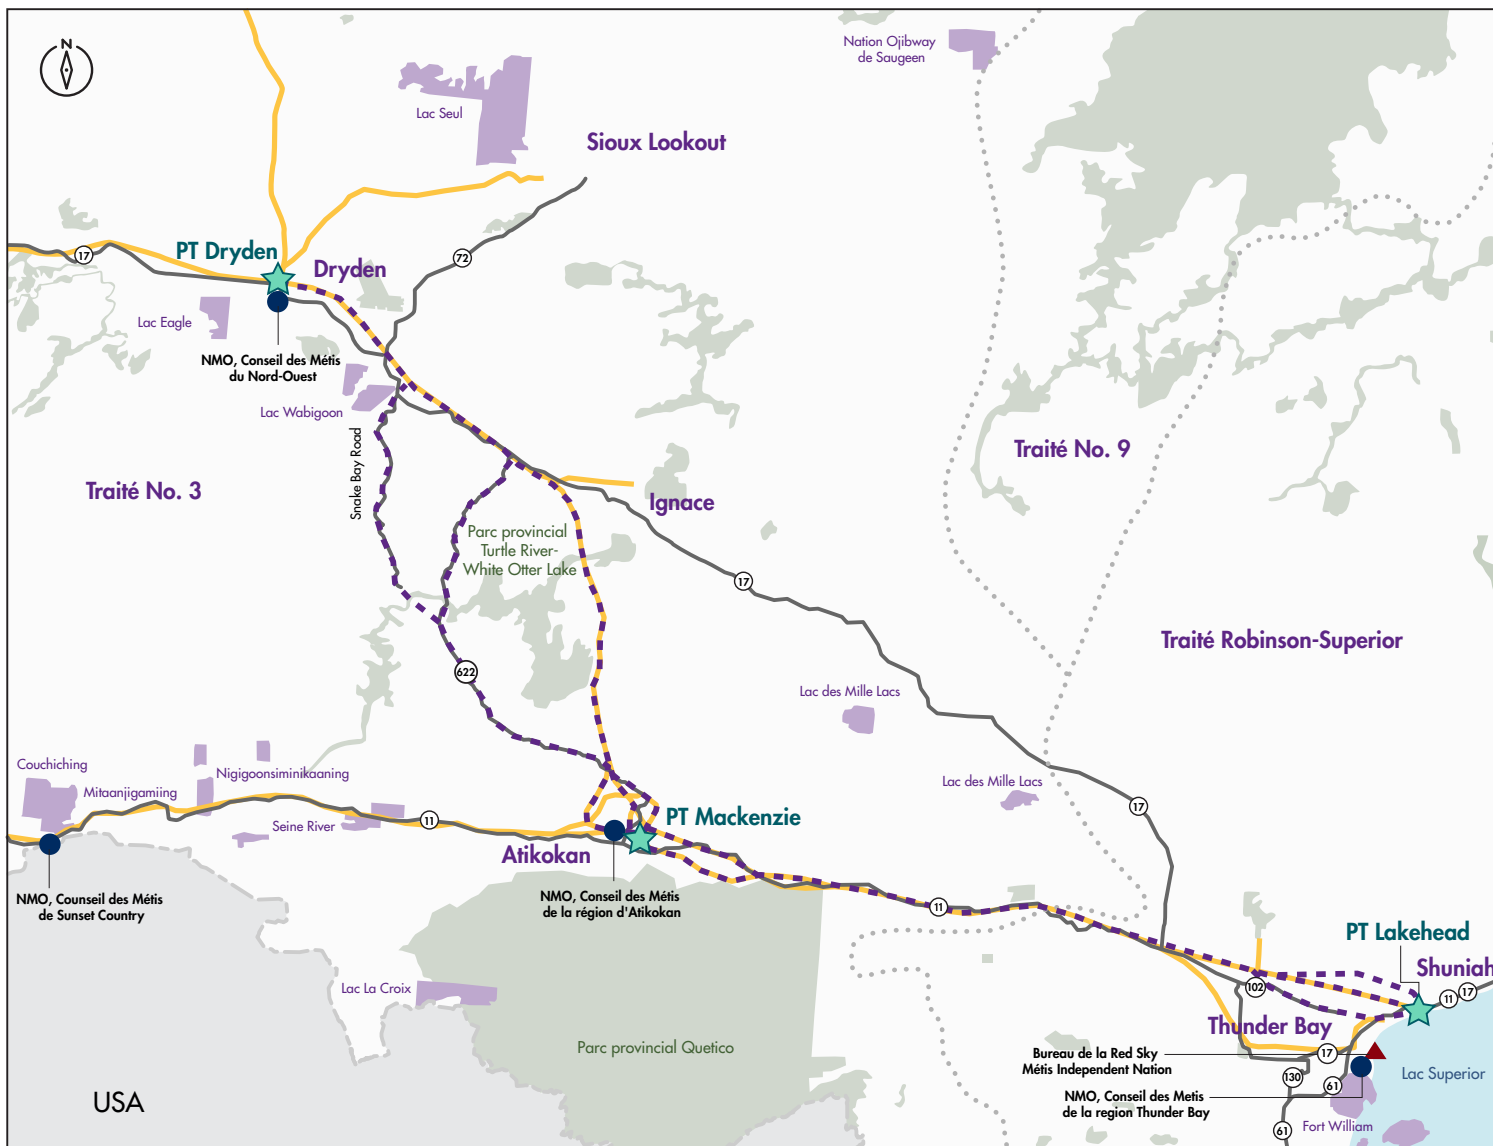 N
Nation Ojibway
de Saugeen
Lac Seul
Sioux Lookout
PT Dryden
17
Dryden
72
Lac Eagle
NMO, Conseil des Métis
du Nord-Ouest
Lac Wabigoon
Snake Bay Road
Traité No. 9
Traité No. 3
Ignace
Parc provincial
Turtle River-
White Otter Lake
17
Traité Robinson-Superior
622
Lac des Mille Lacs
Couchiching
Nigigoonsiminikaaning
Mitaanjigamiing
Lac des Mille Lacs
17
Seine River
11
PT Mackenzie
Atikokan
NMO, Counseil des Métis
de Sunset Country
NMO, Conseil des Métis
de la région d'Atikokan
11
PT Lakehead
Shuniah
Lac La Croix
102
11
17
Thunder Bay
Parc provincial Quetico
Bureau de la Red Sky
Métis Independent Nation
17
Lac Superior
130
61
USA
NMO, Conseil des Metis
de la region Thunder Bay
Fort William
61